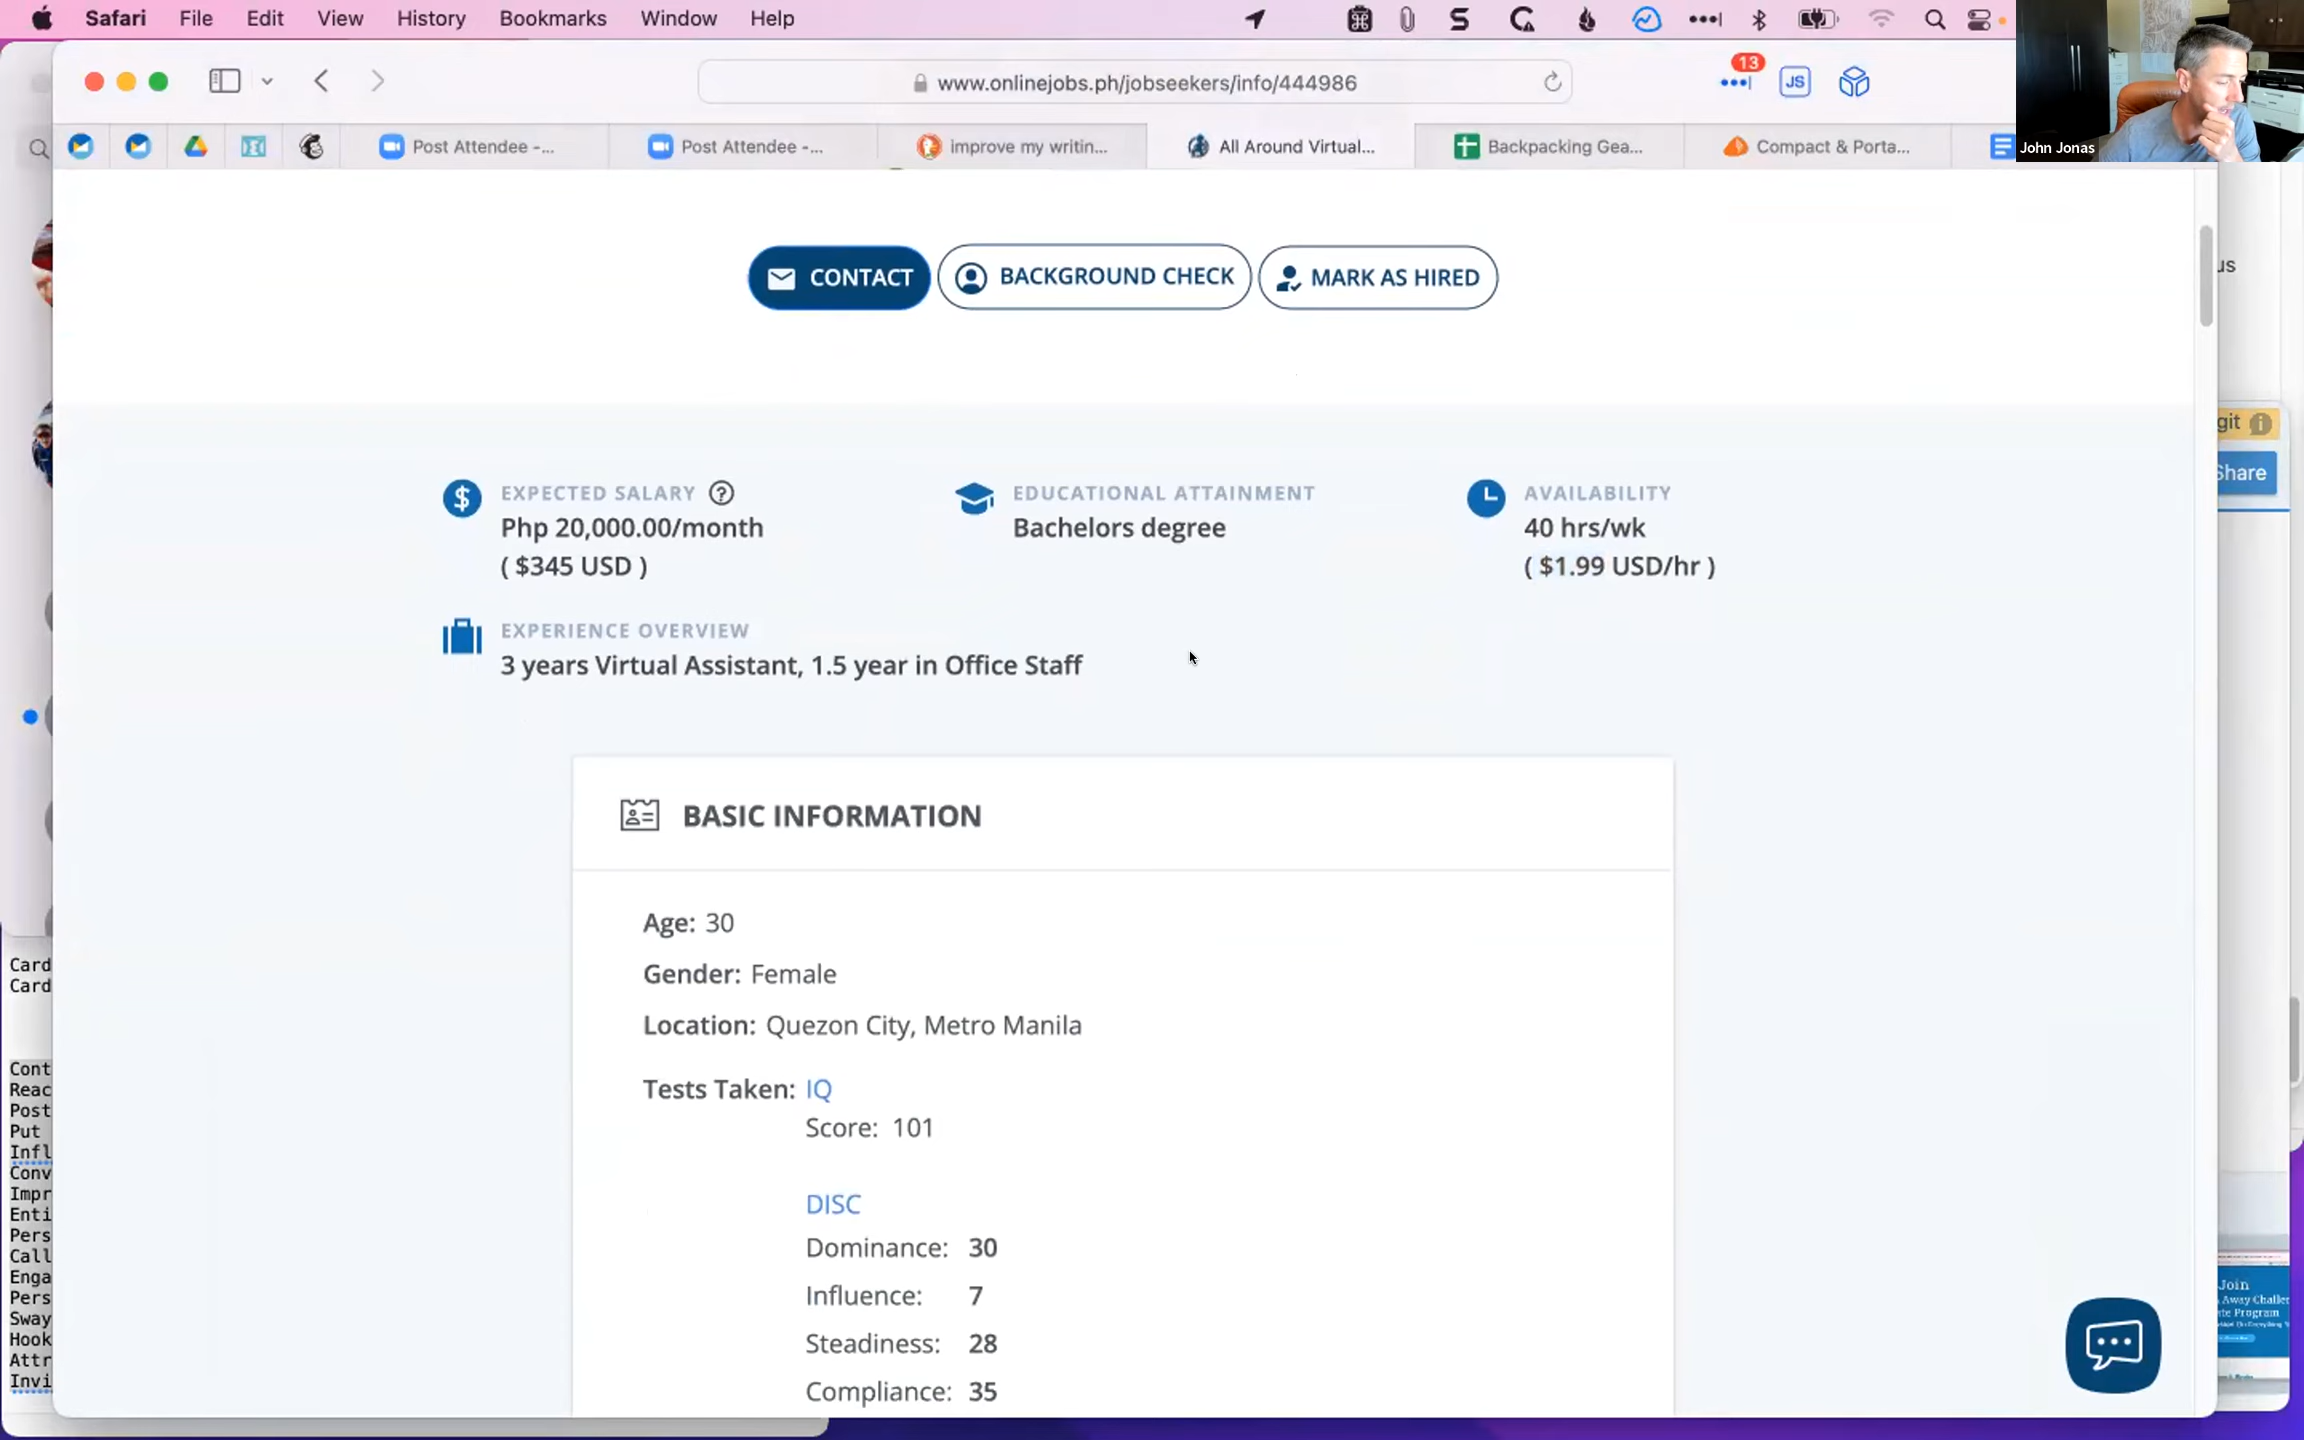 Safari File Edit View History Bookmarks Window Help
13
www.onlinejobs.ph/jobseekers/info/444986
JS
John Jonas
Post Attendee -...
Post Attendee -...
improve my writin...
All Around Virtual...
Backpacking Gea...
Compact & Porta...
CONTACT
BACKGROUND CHECK
MARK AS HIRED
us
git
Share
EXPECTED SALARY
Php 20,000.00/month
( $345 USD )
EDUCATIONAL ATTAINMENT
Bachelors degree
AVAILABILITY
40 hrs/wk
( $1.99 USD/hr )
EXPERIENCE OVERVIEW
3 years Virtual Assistant, 1.5 year in Office Staff
BASIC INFORMATION
Age: 30
Gender: Female
Location: Quezon City, Metro Manila
Tests Taken: IQ
Score: 101
DISC
Dominance: 30
Influence: 7
Steadiness: 28
Compliance: 35
Card
Card
Cont
Reac
Post
Put
Infl
Conv
Impr
Enti
Pers
Call
Enga
Pers
Sway
Hook
Attr
Invi
Join
Away Challe
te Program